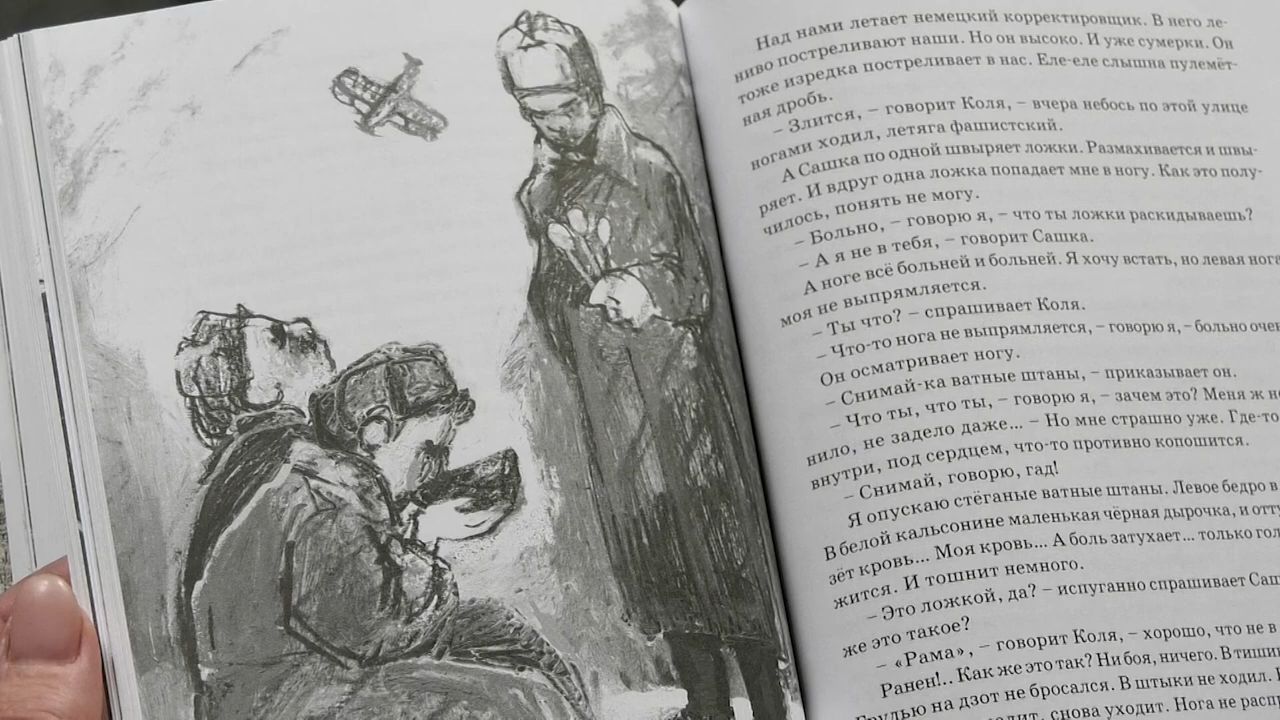 Над нами летает немецкий корректировщик. В него ле-
ниво постреливают наши. Но он высоко. И уже сумерки. Он
тоже изредка постреливает в нас. Еле-еле слышна пулемёт-
ная дробь.
– Злится, – говорит Коля, – вчера небось по этой улице
ногами ходил, летяга фашистский.
А Сашка по одной швыряет ложки. Размахивается и швы-
ряет. И вдруг одна ложка попадает мне в ногу. Как это полу-
чилось, понять не могу.
– Больно, – говорю я, – что ты ложки раскидываешь?
– А я не в тебя, – говорит Сашка.
А ноге всё больней и больней. Я хочу встать, но левая нога
моя не выпрямляется.
– Ты что? – спрашивает Коля.
– Что-то нога не выпрямляется, – говорю я, – больно
Он осматривает ногу.
– Снимай-ка ватные штаны, – приказывает он.
– Что ты, что ты, – говорю я, – зачем это? Меня ж
нило, не задело даже... – Но мне страшно уже. Где-то
внутри, под сердцем, что-то противно копошится.
– Снимай, говорю, гад!
Я опускаю стёганые ватные штаны. Левое бедро в
В белой кальсонине маленькая чёрная дырочка, и
зёт кровь... Моя кровь... А боль затухает... только
жится. И тошнит немного.
– Это ложкой, да? – испуганно спрашивает
же это такое?
– «Рама», – говорит Коля, – хорошо, что не в
Ранен!.. Как же это так? Ни боя, ничего. В
Грудью на дзот не бросался. В штыки не ходил.
снова уходит. Нога не